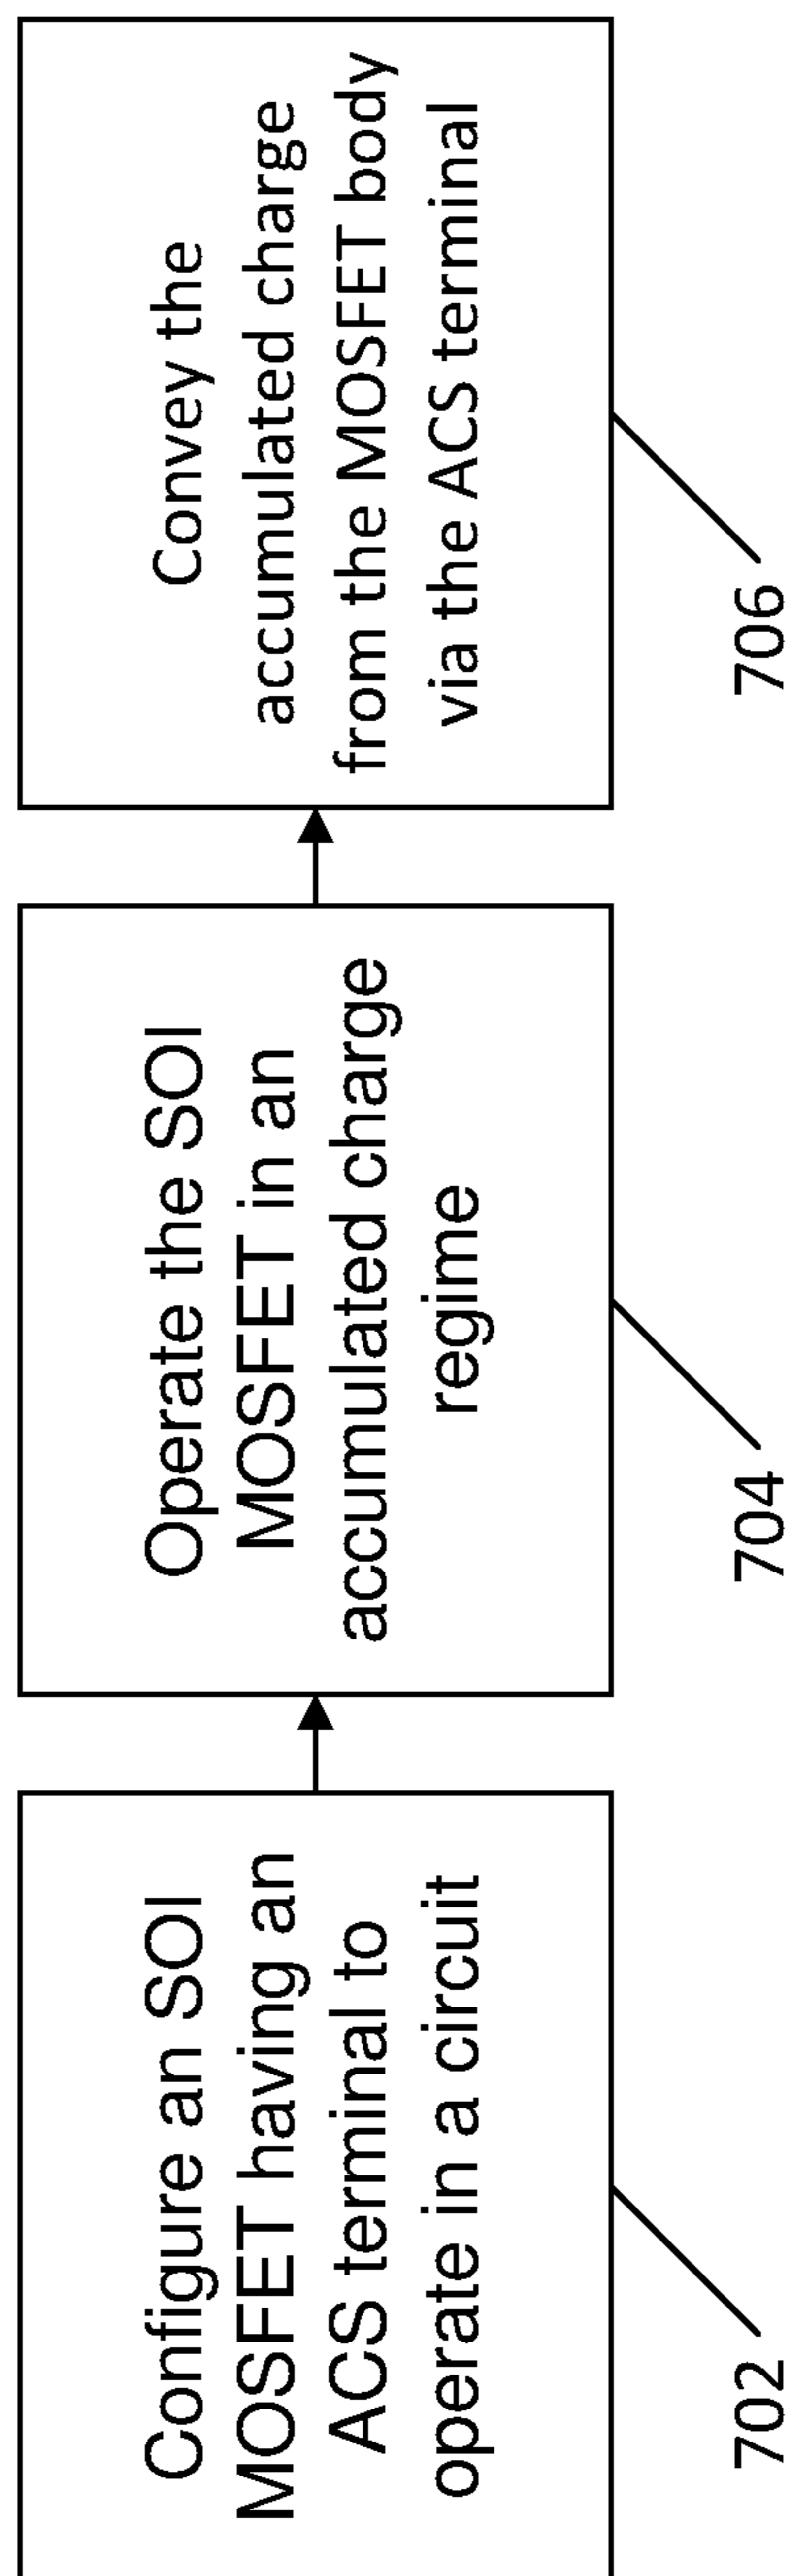 Configure an SOI
MOSFET having an
ACS terminal to
operate in a circuit
702
Operate the SOI
MOSFET in an
accumulated charge
regime
704
Convey the
accumulated charge
from the MOSFET body
via the ACS terminal
706